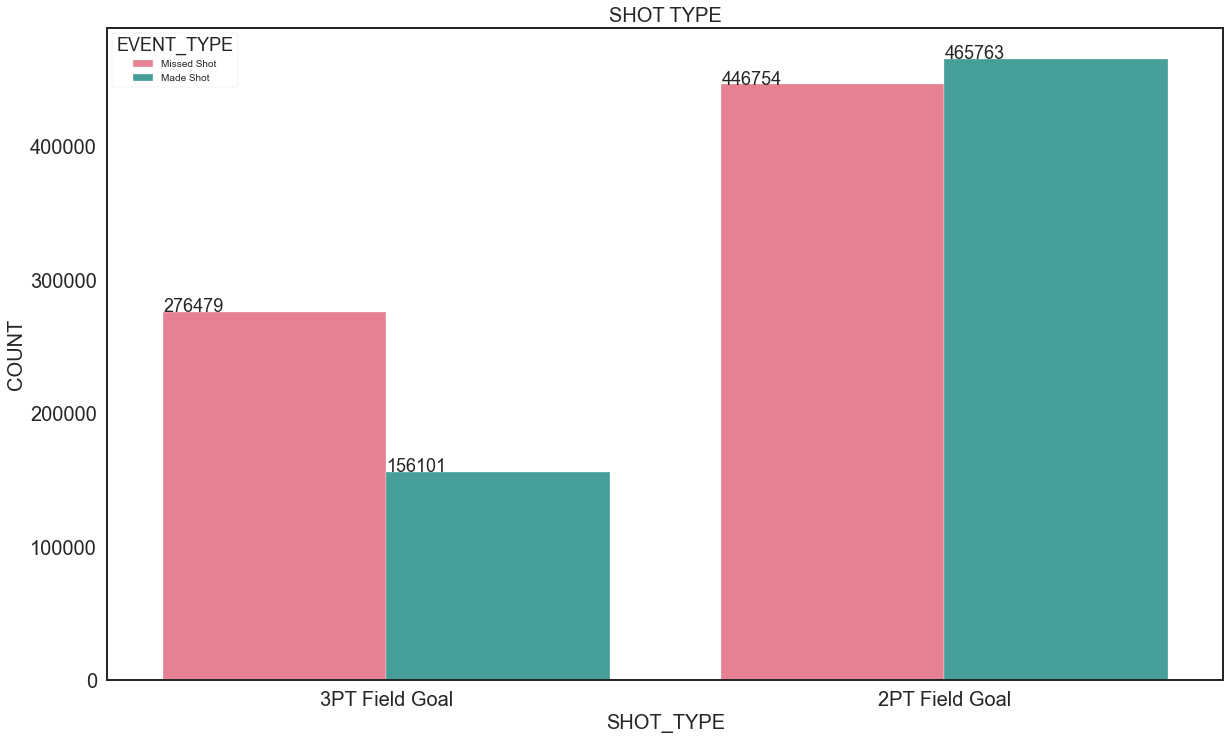 SHOT TYPE
EVENT_TYPE
Missed Shot
Made Shot
465763
446754
276479
156101
400000
300000
200000
100000
0
COUNT
3PT Field Goal
2PT Field Goal
SHOT_TYPE